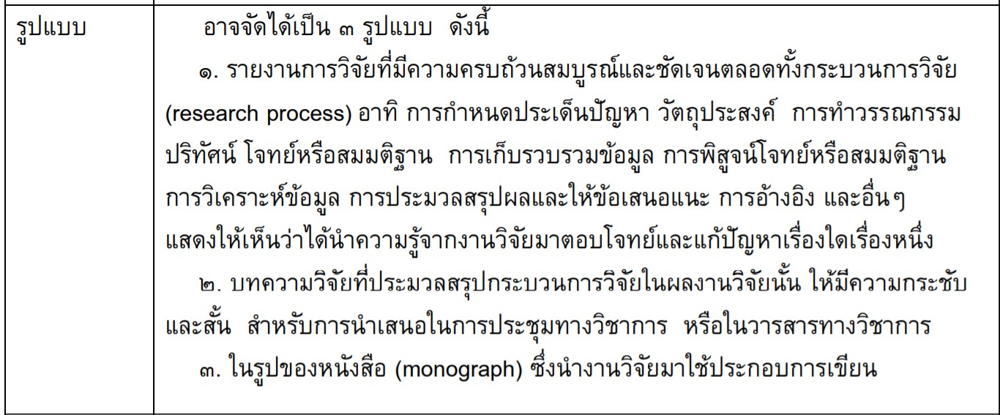 รูปแบบ
อาจจัดได้เป็น ๓ รูปแบบ ดังนี้
๑. รายงานการวิจัยที่มีความครบถ้วนสมบูรณ์และชัดเจนตลอดทั้งกระบวนการวิจัย
(research process) อาทิ การกำหนดประเด็นปัญหา วัตถุประสงค์ การทำวรรณกรรม
ปริทัศน์ โจทย์หรือสมมติฐาน การเก็บรวบรวมข้อมูล การพิสูจน์โจทย์หรือสมมติฐาน
การวิเคราะห์ข้อมูล การประมวลสรุปผลและให้ข้อเสนอแนะ การอ้างอิง และอื่นๆ
แสดงให้เห็นว่าได้นำความรู้จากงานวิจัยมาตอบโจทย์และแก้ปัญหาเรื่องใดเรื่องหนึ่ง
๒. บทความวิจัยที่ประมวลสรุปกระบวนการวิจัยในผลงานวิจัยนั้น ให้มีความกระชับ
และสั้น สำหรับการนำเสนอในการประชุมทางวิชาการ หรือในวารสารทางวิชาการ
๓. ในรูปของหนังสือ (monograph) ซึ่งนำงานวิจัยมาใช้ประกอบการเขียน